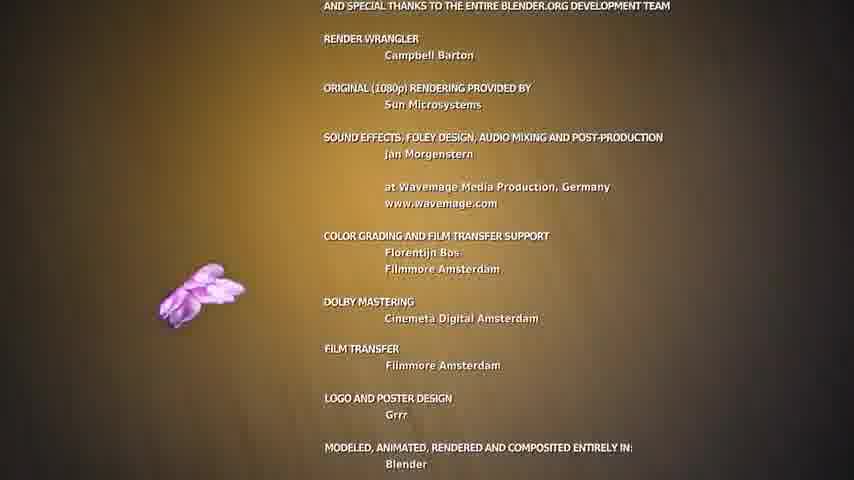 AND SPECIAL THANKS TO THE ENTIRE BLENDER.ORG DEVELOPMENT TEAM
RENDER WRANGLER
Campbell Barton
ORIGINAL (1080p) RENDERING PROVIDED BY
Sun Microsystems
SOUND EFFECTS, FOLEY DESIGN, AUDIO MIXING AND POST-PRODUCTION
Jan Morgenstern
at Wavemage Media Production, Germany
www.wavemage.com
COLOR GRADING AND FILM TRANSFER SUPPORT
Florentijn Bos
Filmmore Amsterdam
DOLBY MASTERING
Cinemeta Digital Amsterdam
FILM TRANSFER
Filmmore Amsterdam
LOGO AND POSTER DESIGN
Grrr
MODELED, ANIMATED, RENDERED AND COMPOSITED ENTIRELY IN:
Blender